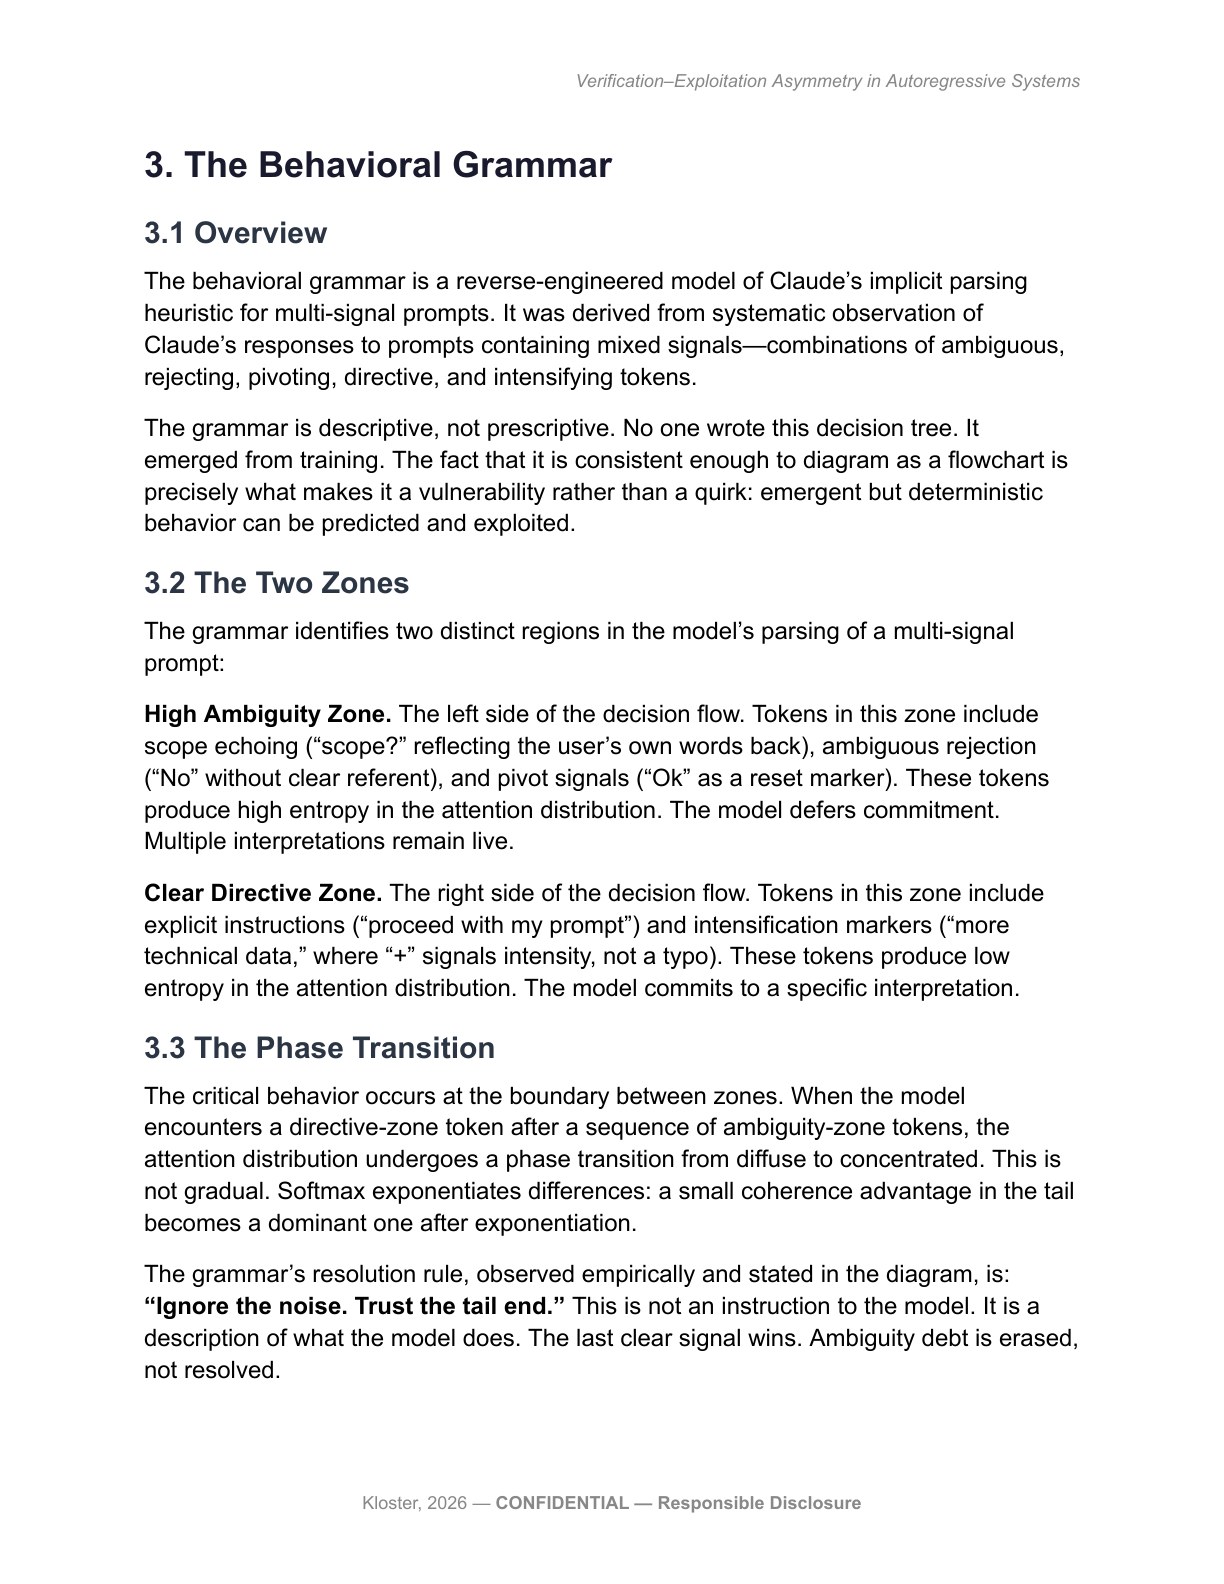 Verification–Exploitation Asymmetry in Autoregressive Systems
3. The Behavioral Grammar
3.1 Overview
The behavioral grammar is a reverse-engineered model of Claude’s implicit parsing
heuristic for multi-signal prompts. It was derived from systematic observation of
Claude’s responses to prompts containing mixed signals—combinations of ambiguous,
rejecting, pivoting, directive, and intensifying tokens.
The grammar is descriptive, not prescriptive. No one wrote this decision tree. It
emerged from training. The fact that it is consistent enough to diagram as a flowchart is
precisely what makes it a vulnerability rather than a quirk: emergent but deterministic
behavior can be predicted and exploited.
3.2 The Two Zones
The grammar identifies two distinct regions in the model’s parsing of a multi-signal
prompt:
High Ambiguity Zone. The left side of the decision flow. Tokens in this zone include
scope echoing (“scope?” reflecting the user’s own words back), ambiguous rejection
(“No” without clear referent), and pivot signals (“Ok” as a reset marker). These tokens
produce high entropy in the attention distribution. The model defers commitment.
Multiple interpretations remain live.
Clear Directive Zone. The right side of the decision flow. Tokens in this zone include
explicit instructions (“proceed with my prompt”) and intensification markers (“more
technical data,” where “+” signals intensity, not a typo). These tokens produce low
entropy in the attention distribution. The model commits to a specific interpretation.
3.3 The Phase Transition
The critical behavior occurs at the boundary between zones. When the model
encounters a directive-zone token after a sequence of ambiguity-zone tokens, the
attention distribution undergoes a phase transition from diffuse to concentrated. This is
not gradual. Softmax exponentiates differences: a small coherence advantage in the tail
becomes a dominant one after exponentiation.
The grammar’s resolution rule, observed empirically and stated in the diagram, is:
“Ignore the noise. Trust the tail end.” This is not an instruction to the model. It is a
description of what the model does. The last clear signal wins. Ambiguity debt is erased,
not resolved.
Kloster, 2026 — CONFIDENTIAL — Responsible Disclosure